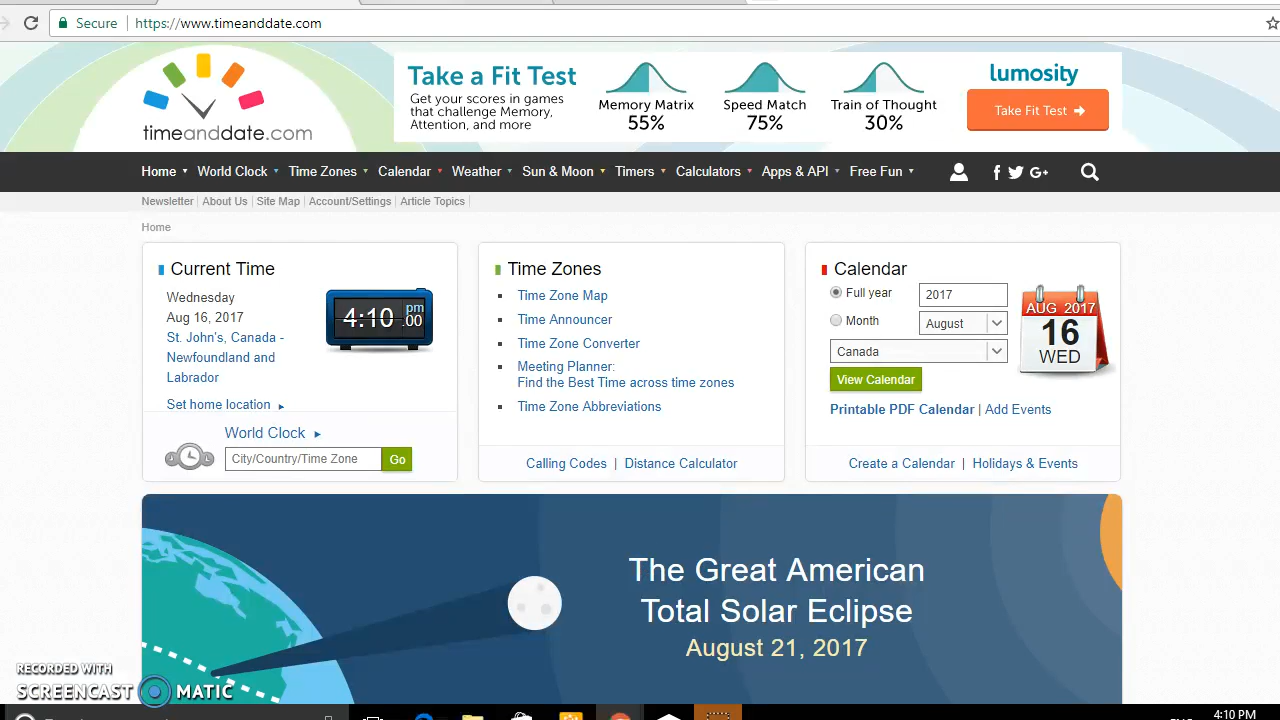 Secure https://www.timeanddate.com
timeanddate.com
Take a Fit Test
Get your scores in games
that challenge Memory,
Attention, and more
Memory Matrix
55%
Speed Match
75%
Train of Thought
30%
lumosity
Take Fit Test
Home World Clock Time Zones Calendar Weather Sun & Moon Timers Calculators Apps & API Free Fun
Newsletter About Us Site Map Account/Settings Article Topics
Home
Current Time
Wednesday
Aug 16, 2017
St. John's, Canada -
Newfoundland and
Labrador
4:10 pm :00
Set home location
World Clock
City/Country/Time Zone Go
Time Zones
Time Zone Map
Time Announcer
Time Zone Converter
Meeting Planner:
Find the Best Time across time zones
Time Zone Abbreviations
Calling Codes | Distance Calculator
Calendar
Full year 2017
Month August
Canada
View Calendar
AUG 2017
16
WED
Printable PDF Calendar | Add Events
Create a Calendar | Holidays & Events
The Great American
Total Solar Eclipse
August 21, 2017
RECORDED WITH
SCREENCAST MATIC
4:10 PM